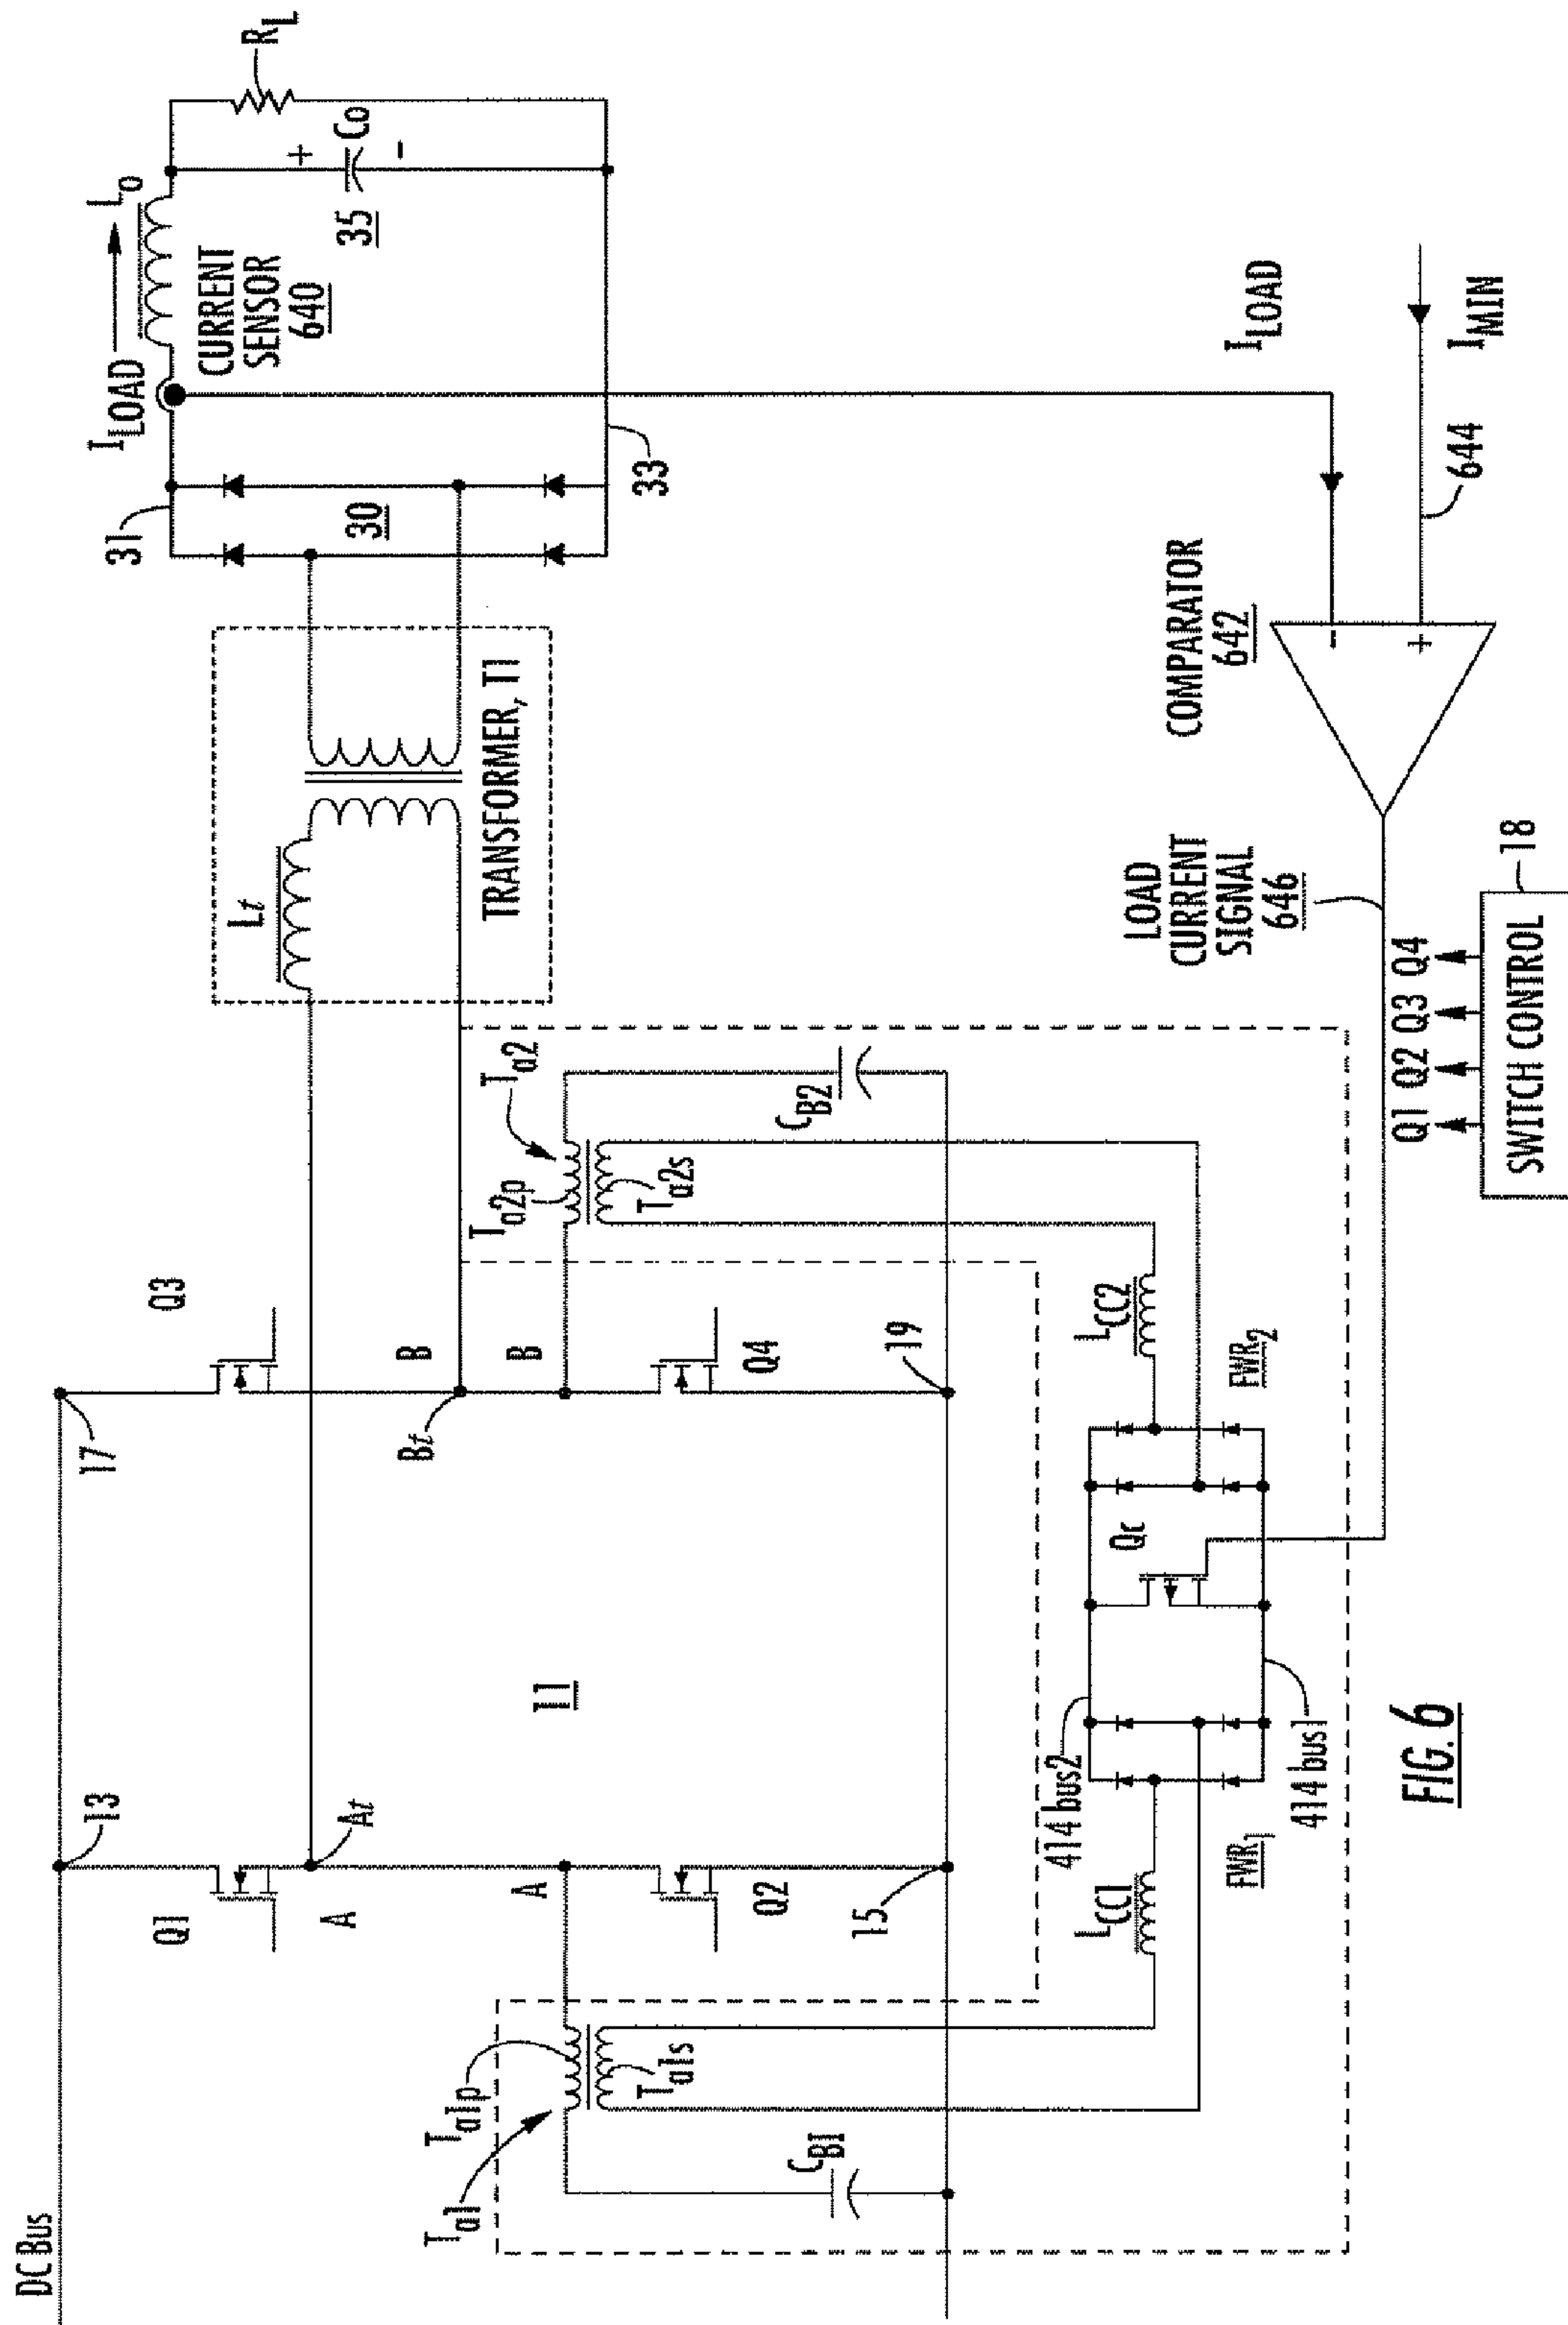 DC Bus
13
17
Q1
Q3
A
At
A
B
Bt
B
11
Q2
Q4
15
19
Ta1
Ta1p
Ta1s
CB1
Ta2
Ta2p
Ta2s
CB2
LCC1
LCC2
FWR1
FWR2
414 bus2
414 bus1
Qc
Lt
TRANSFORMER, T1
31
30
33
ILOAD
Lo
CURRENT
SENSOR
640
+
Co
-
35
RL
ILOAD
IMIN
644
COMPARATOR
642
-
+
LOAD
CURRENT
SIGNAL
646
Q1 Q2 Q3 Q4
SWITCH CONTROL
18
FIG. 6